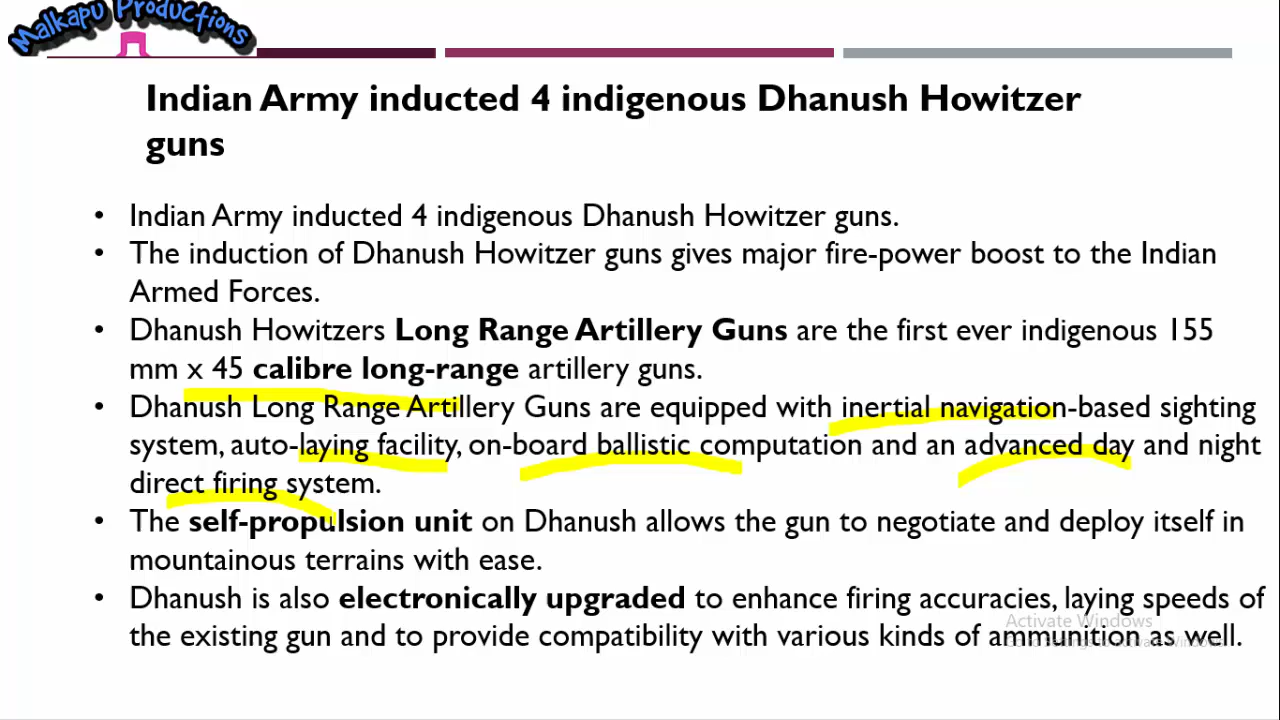 Malkapu Productions
Indian Army inducted 4 indigenous Dhanush Howitzer
guns
• Indian Army inducted 4 indigenous Dhanush Howitzer guns.
• The induction of Dhanush Howitzer guns gives major fire-power boost to the Indian
Armed Forces.
• Dhanush Howitzers Long Range Artillery Guns are the first ever indigenous 155
mm x 45 calibre long-range artillery guns.
• Dhanush Long Range Artillery Guns are equipped with inertial navigation-based sighting
system, auto-laying facility, on-board ballistic computation and an advanced day and night
direct firing system.
• The self-propulsion unit on Dhanush allows the gun to negotiate and deploy itself in
mountainous terrains with ease.
• Dhanush is also electronically upgraded to enhance firing accuracies, laying speeds of
Activate Windows
the existing gun and to provide compatibility with various kinds of ammunition as well.
Go to Settings to activate Windows.